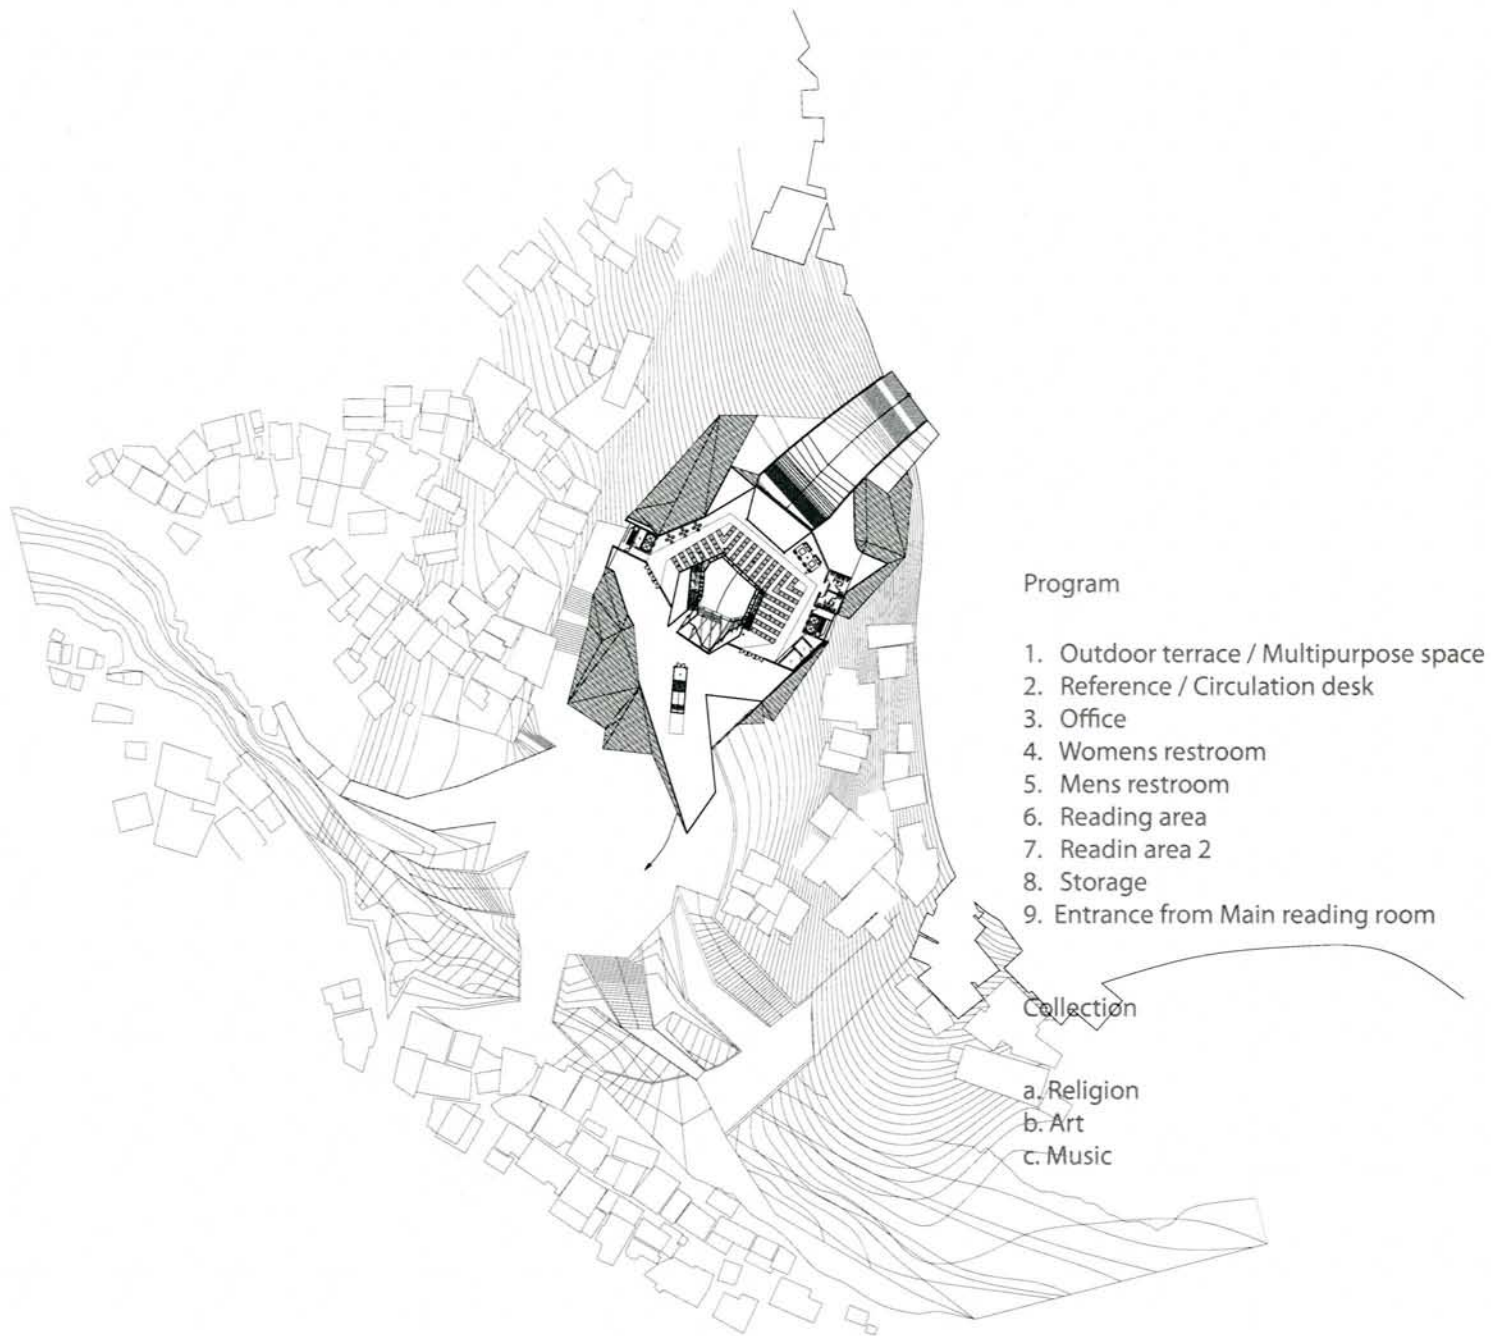 Program
1. Outdoor terrace / Multipurpose space
2. Reference / Circulation desk
3. Office
4. Womens restroom
5. Mens restroom
6. Reading area
7. Readin area 2
8. Storage
9. Entrance from Main reading room
Collection
a. Religion
b. Art
c. Music